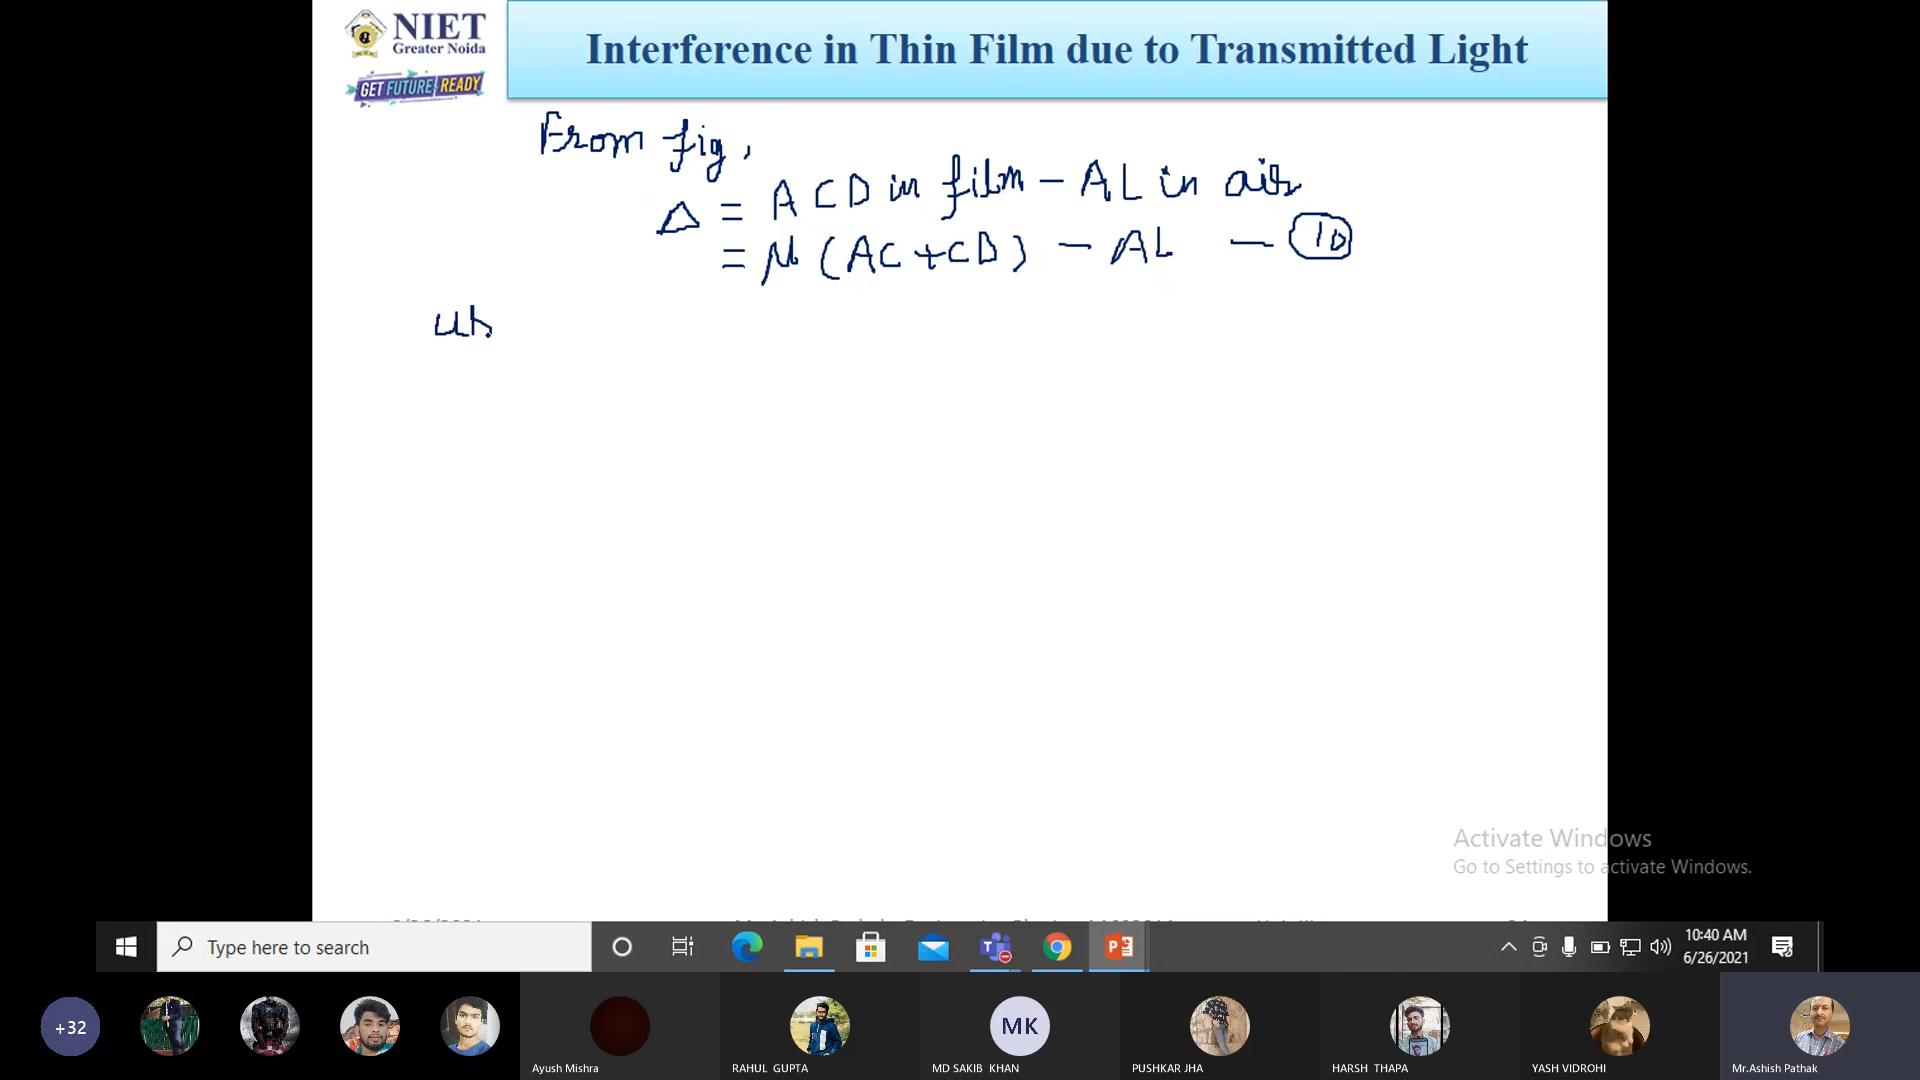 NIET
Greater Noida
GET FUTURE READY
Interference in Thin Film due to Transmitted Light
From fig,
Δ = ACD in film - AL in air
= μ (AC + CD) - AL - 10
Activate Windows
Go to Settings to activate Windows.
Type here to search
10:40 AM
6/26/2021
+32
MK
Ayush Mishra
RAHUL GUPTA
MD SAKIB KHAN
PUSHKAR JHA
HARSH THAPA
YASH VIDROHI
Mr.Ashish Pathak